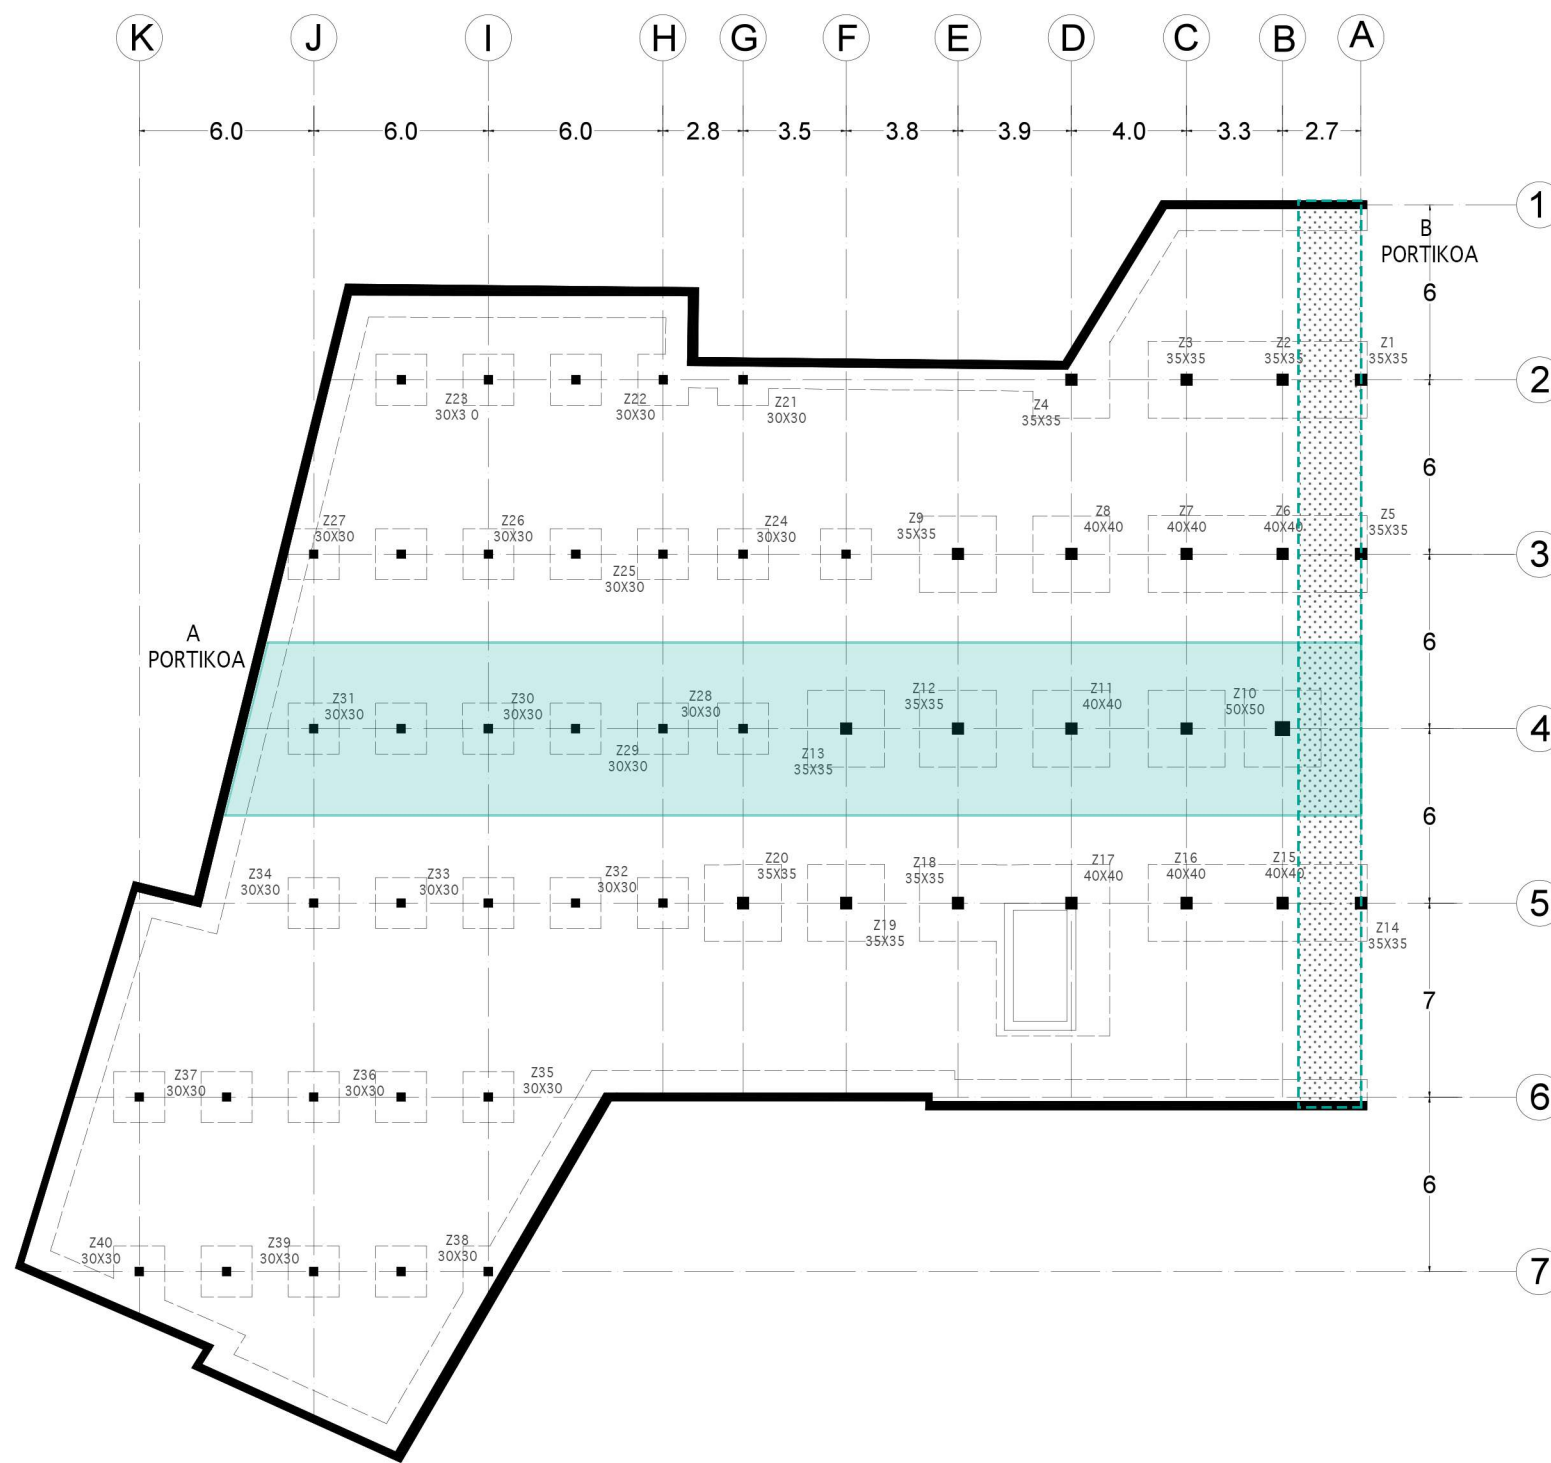 K J I H G F E D C B A
6.0 6.0 6.0 2.8 3.5 3.8 3.9 4.0 3.3 2.7
1
B
PORTIKOA
6
Z3
35X35
Z2
35X35
Z1
35X35
2
Z23
30X3 0
Z22
30X30
Z21
30X30
Z4
35X35
6
Z27
30X30
Z26
30X30
Z25
30X30
Z24
30X30
Z9
35X35
Z8
40X40
Z7
40X40
Z6
40X40
Z5
35X35
3
A
PORTIKOA
6
Z31
30X30
Z30
30X30
Z29
30X30
Z28
30X30
Z13
35X35
Z12
35X35
Z11
40X40
Z10
50X50
4
6
Z34
30X30
Z33
30X30
Z32
30X30
Z20
35X35
Z19
35X35
Z18
35X35
Z17
40X40
Z16
40X40
Z15
40X40
Z14
35X35
5
7
Z37
30X30
Z36
30X30
Z35
30X30
6
6
Z40
30X30
Z39
30X30
Z38
30X30
7